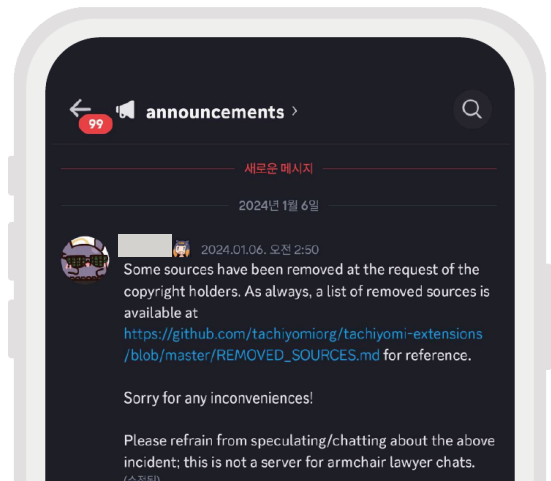 99
announcements >
새로운 메시지
2024년 1월 6일
2024.01.06. 오전 2:50
Some sources have been removed at the request of the
copyright holders. As always, a list of removed sources is
available at
https://github.com/tachiyomiorg/tachiyomi-extensions
/blob/master/REMOVED_SOURCES.md for reference.
Sorry for any inconveniences!
Please refrain from speculating/chatting about the above
incident; this is not a server for armchair lawyer chats.